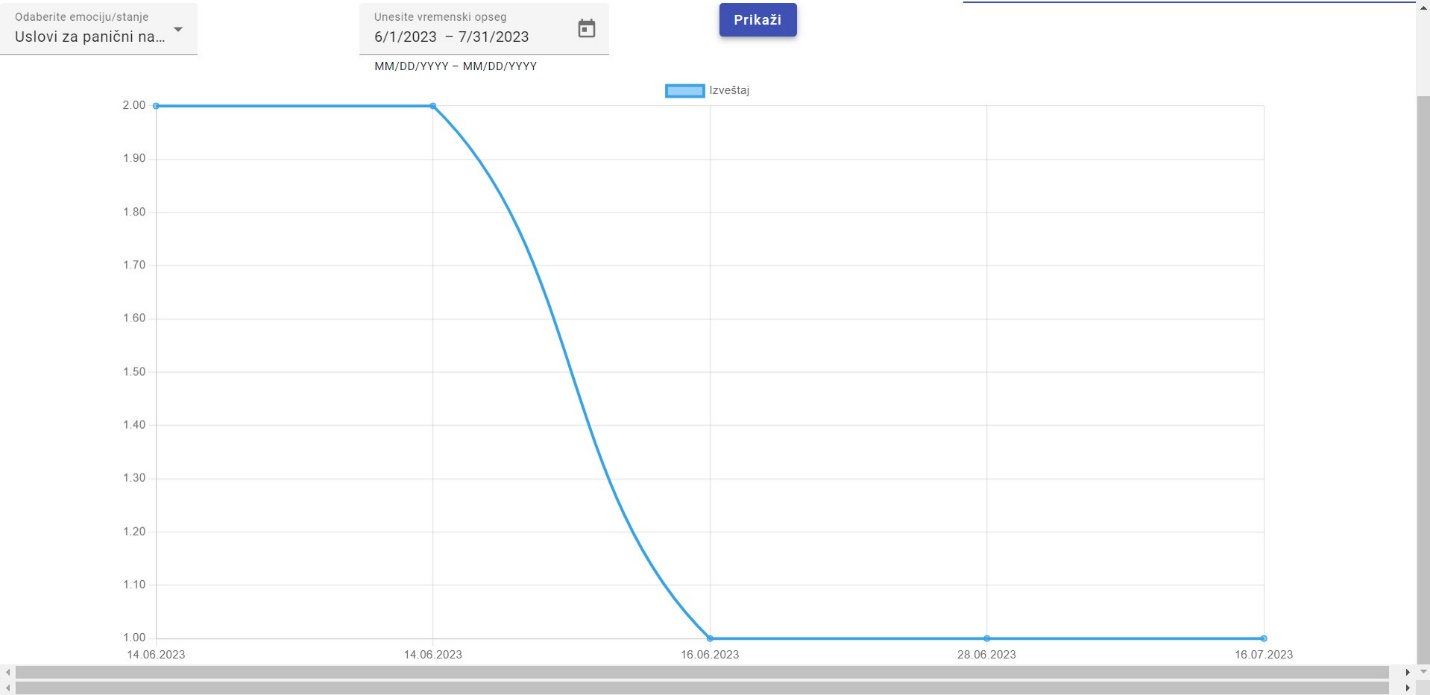 Odaberite emociju/stanje
Uslovi za panični na...
Unesite vremenski opseg
6/1/2023 – 7/31/2023
MM/DD/YYYY – MM/DD/YYYY
Prikaži
Izveštaj
2.00
1.90
1.80
1.70
1.60
1.50
1.40
1.30
1.20
1.10
1.00
14.06.2023 14.06.2023 16.06.2023 28.06.2023 16.07.2023